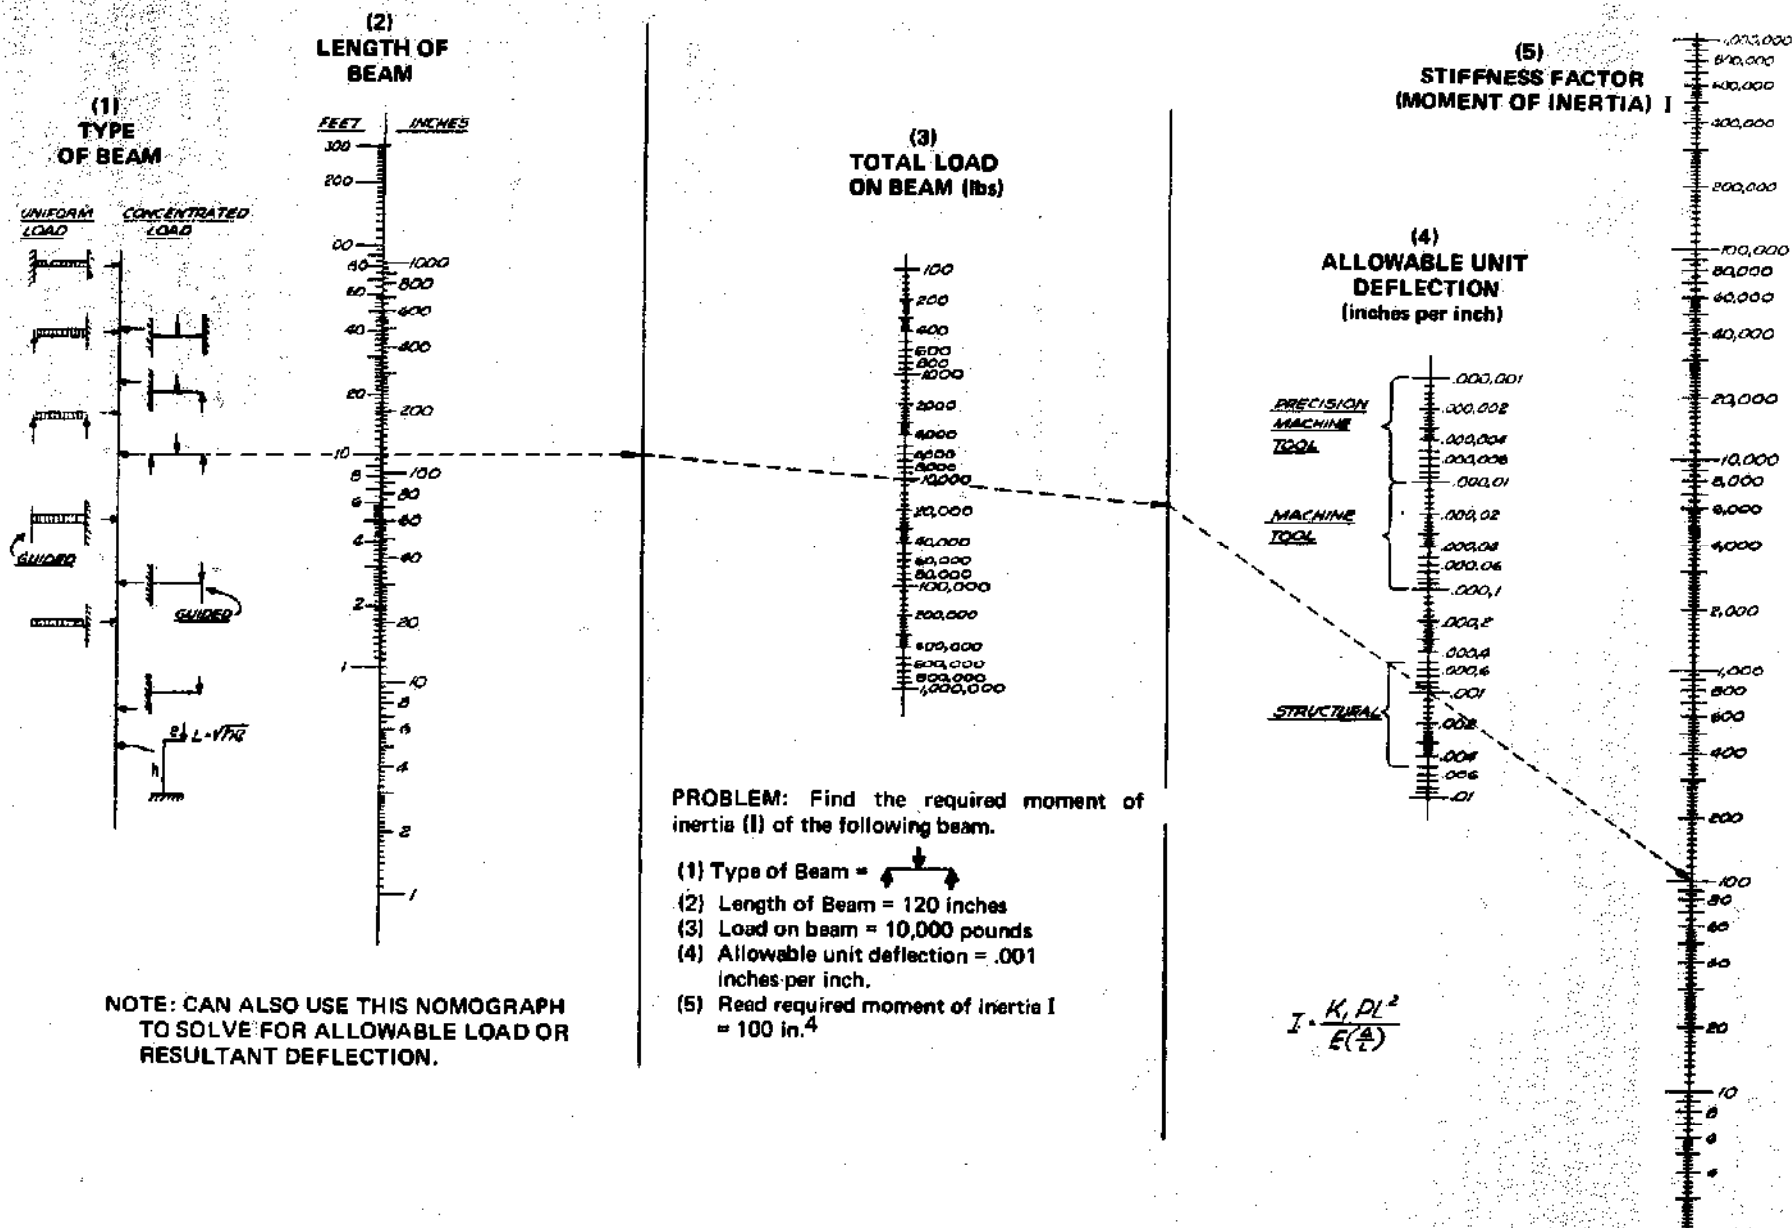 (1)
TYPE
OF BEAM
UNIFORM
LOAD
CONCENTRATED
LOAD
GUIDED
GUIDED
L=√he
h
(2)
LENGTH OF
BEAM
FEET
INCHES
300
200
80
60
40
20
10
8
6
4
2
1
1000
800
600
400
200
100
80
60
40
20
10
8
6
4
2
1
(3)
TOTAL LOAD
ON BEAM (lbs)
100
200
400
600
800
1000
2000
4,000
6,000
8,000
10,000
20,000
40,000
60,000
80,000
100,000
200,000
400,000
600,000
800,000
1,000,000
(4)
ALLOWABLE UNIT
DEFLECTION
(inches per inch)
PRECISION
MACHINE
TOOL
MACHINE
TOOL
STRUCTURAL
.000,001
.000,002
.000,004
.000,006
.000,01
.000,02
.000,04
.000,06
.000,1
.000,2
.000,4
.000,6
.001
.002
.004
.006
.01
(5)
STIFFNESS FACTOR
(MOMENT OF INERTIA) I
1,000,000
800,000
600,000
400,000
200,000
100,000
80,000
60,000
40,000
20,000
10,000
8,000
6,000
4,000
2,000
1,000
800
600
400
200
100
80
60
40
20
10
8
6
4
PROBLEM: Find the required moment of
inertia (I) of the following beam.
(1) Type of Beam =
(2) Length of Beam = 120 inches
(3) Load on beam = 10,000 pounds
(4) Allowable unit deflection = .001
inches per inch.
(5) Read required moment of inertia I
= 100 in.4
NOTE: CAN ALSO USE THIS NOMOGRAPH
TO SOLVE FOR ALLOWABLE LOAD OR
RESULTANT DEFLECTION.
I = K₁PL² / E(Δ/L)